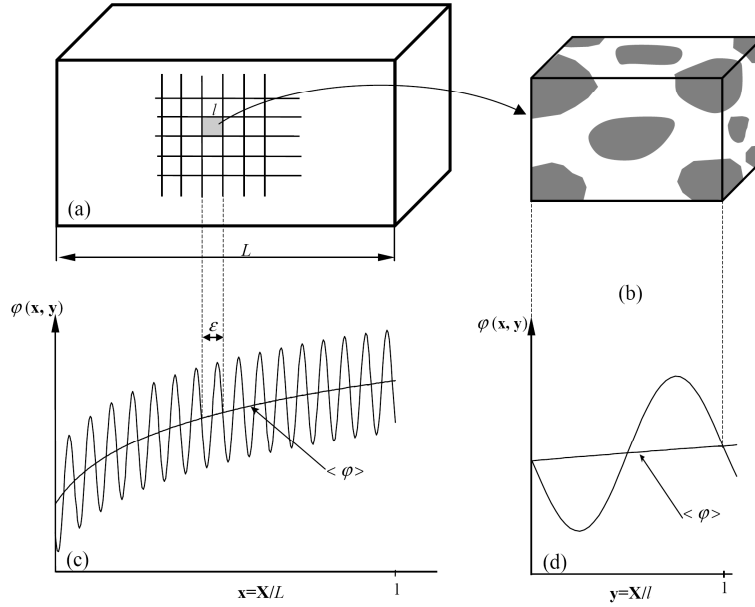 l
(a)
L
(b)
φ(x, y)
ε
< φ >
(c)
x=X/L
1
φ(x, y)
< φ >
(d)
y=X/l
1